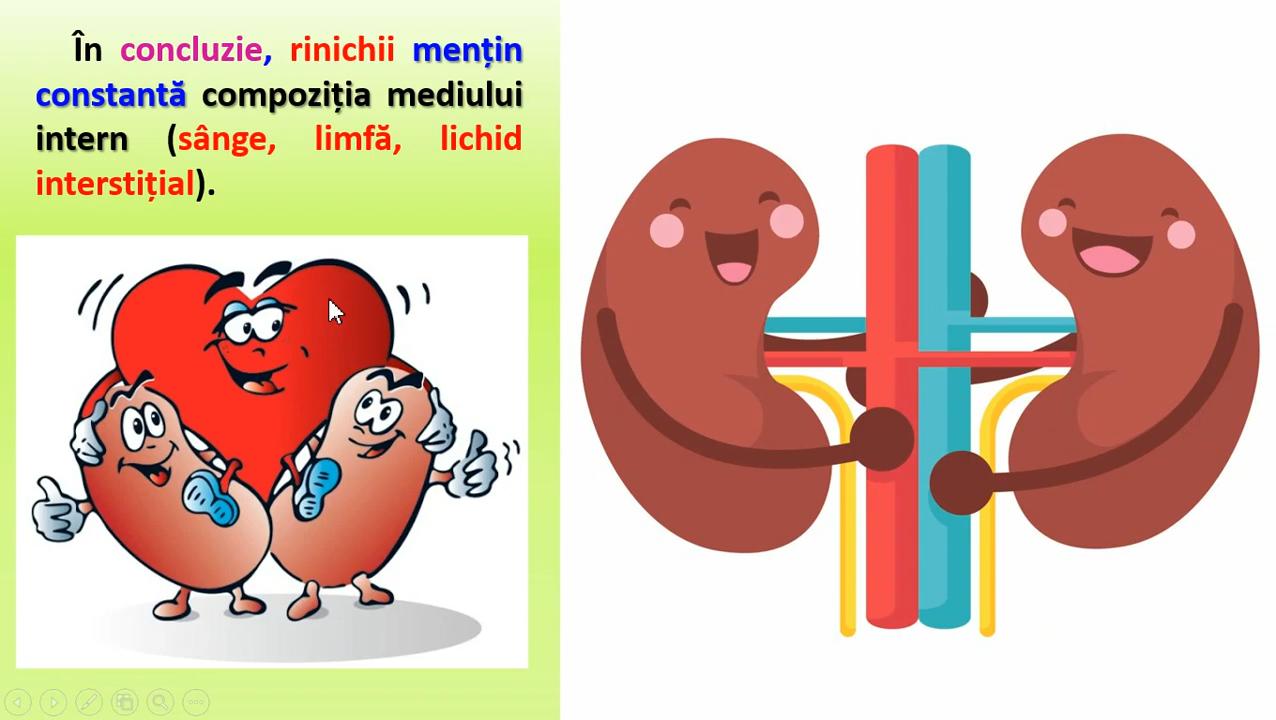 În concluzie, rinichii mențin
constantă compoziția mediului
intern (sânge, limfă, lichid
interstițial).